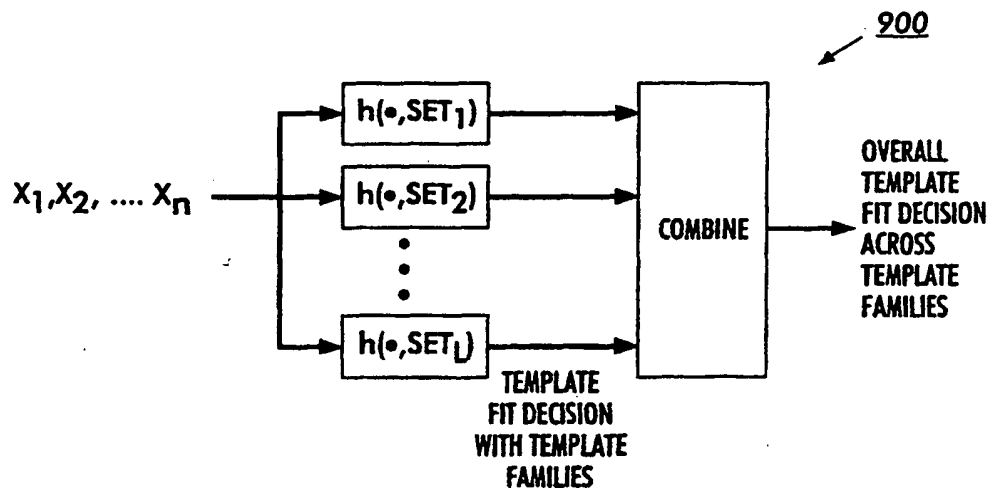 900
h(•,SET1)
X1,X2, .... Xn
h(•,SET2)
COMBINE
h(•,SETL)
OVERALL
TEMPLATE
FIT DECISION
ACROSS
TEMPLATE
FAMILIES
TEMPLATE
FIT DECISION
WITH TEMPLATE
FAMILIES